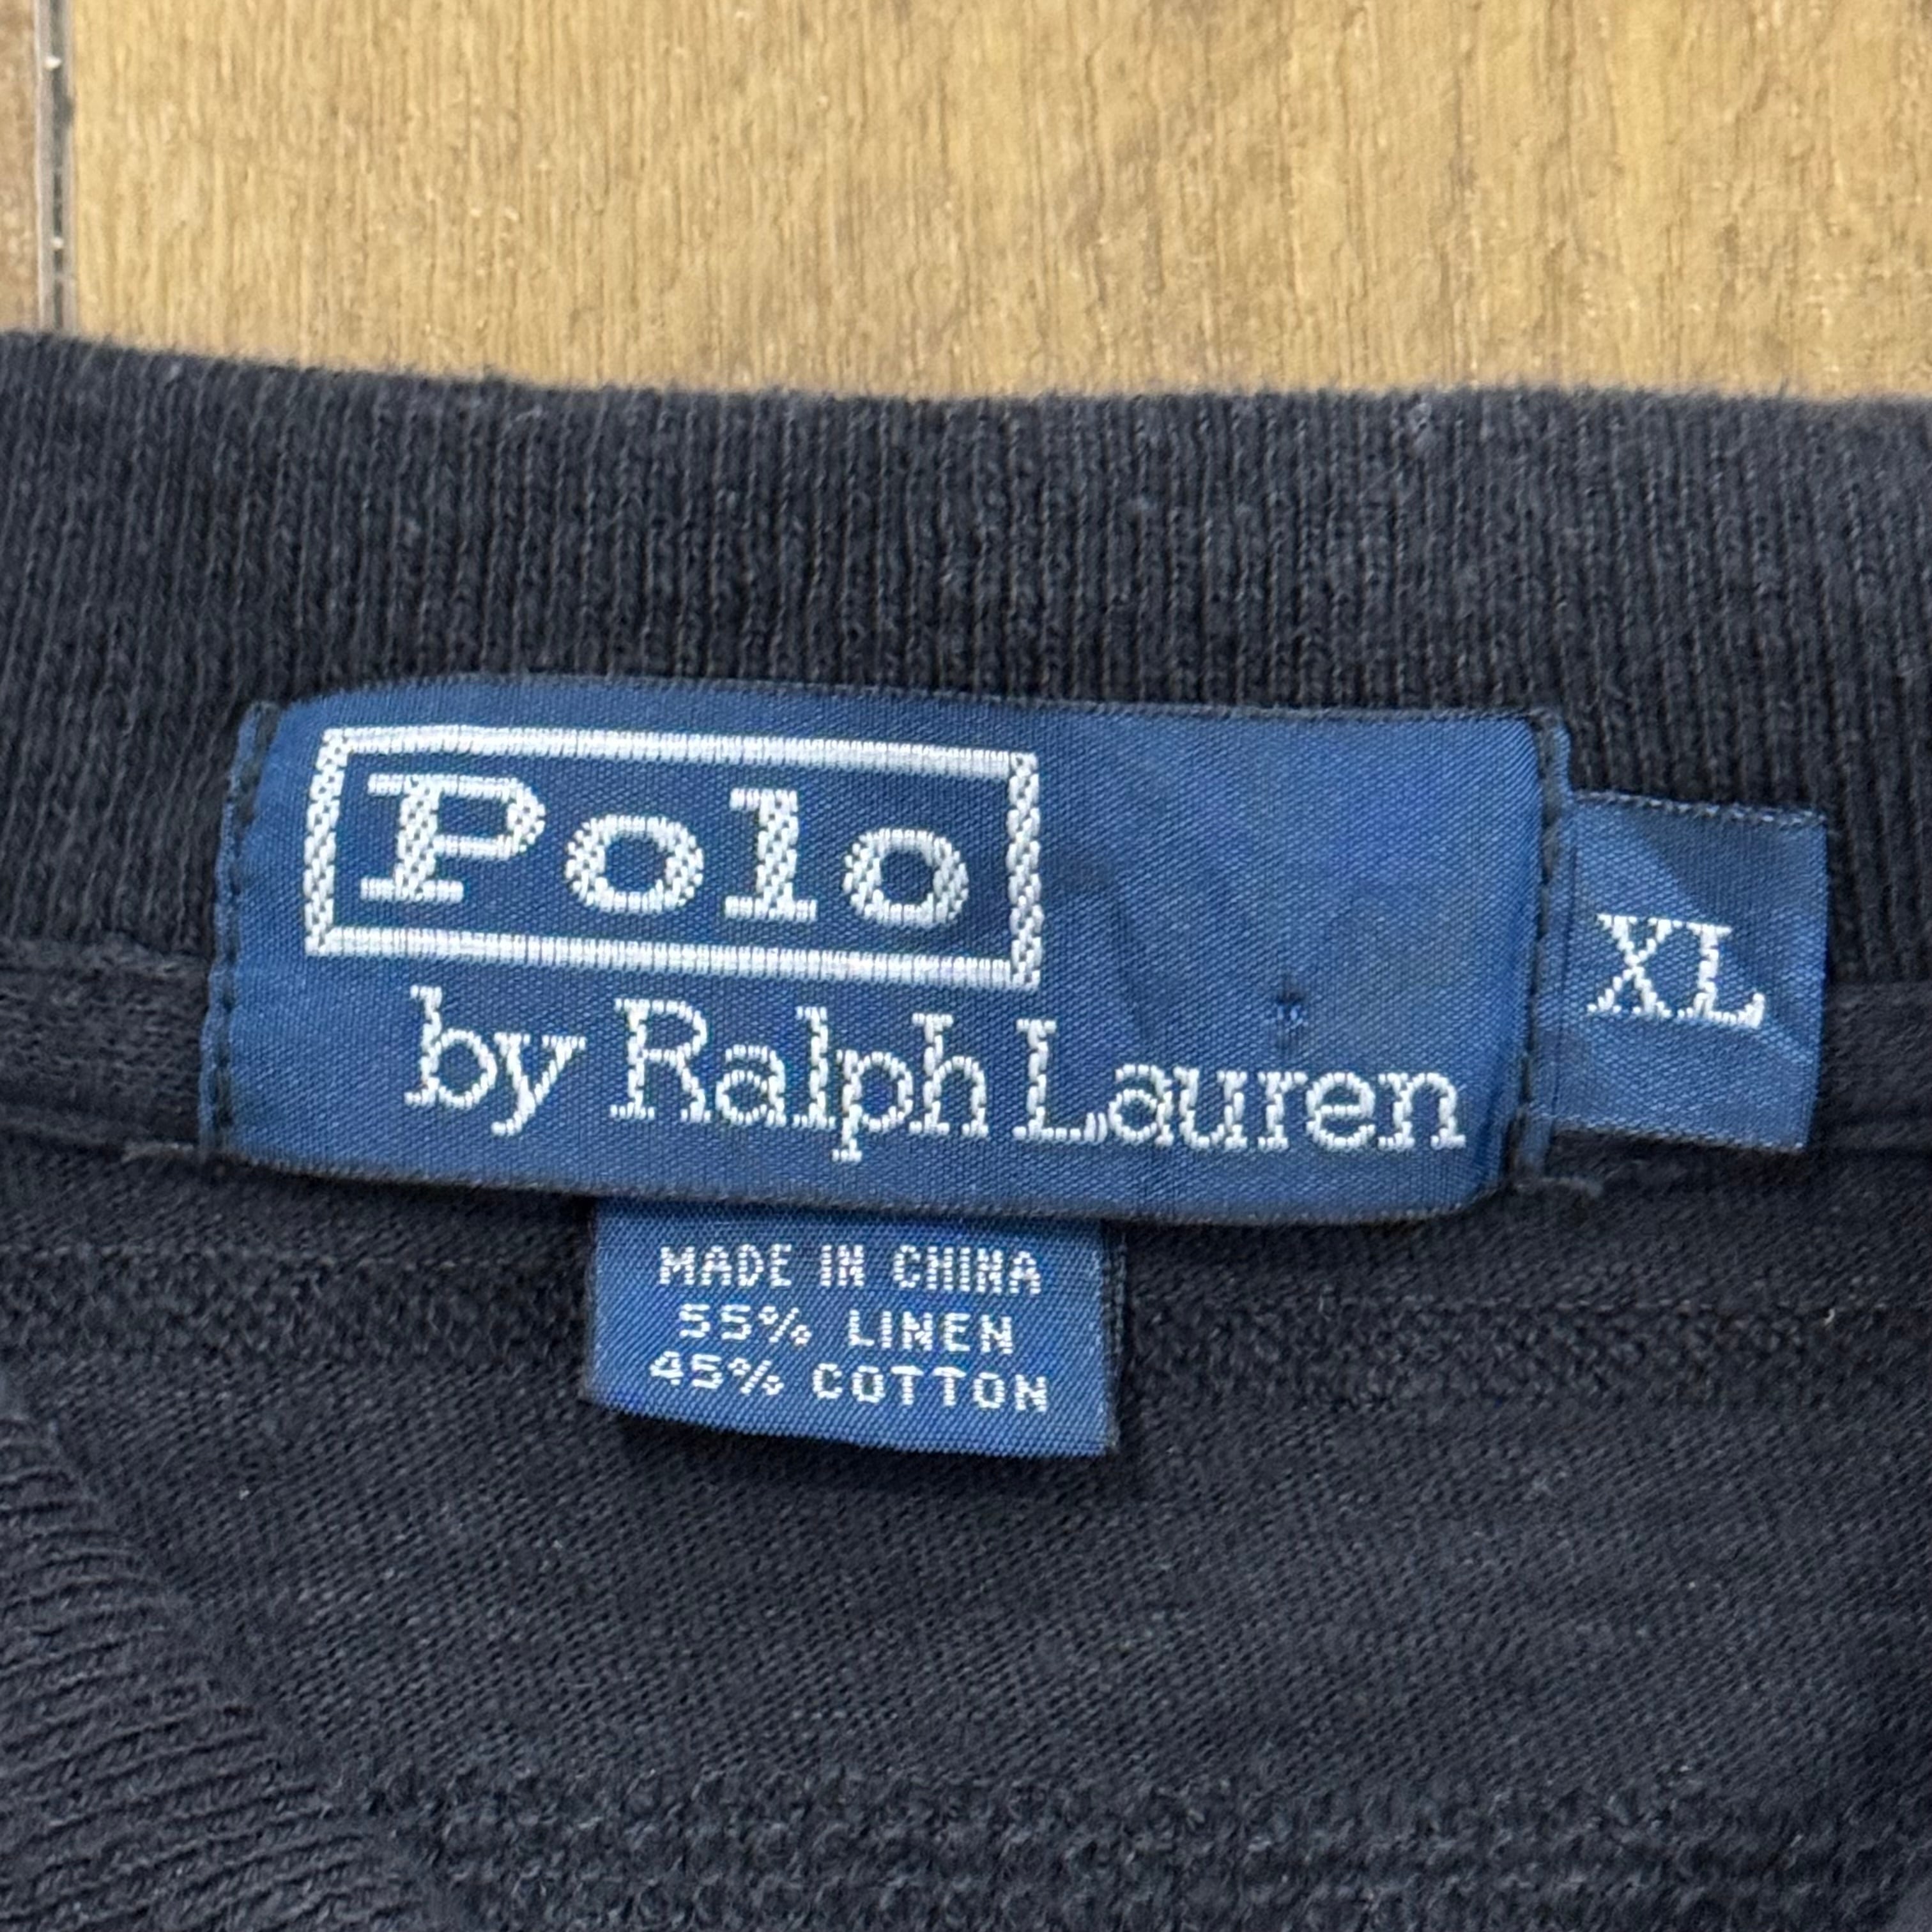 Polo
by Ralph Lauren
XL
MADE IN CHINA
55% LINEN
45% COTTON